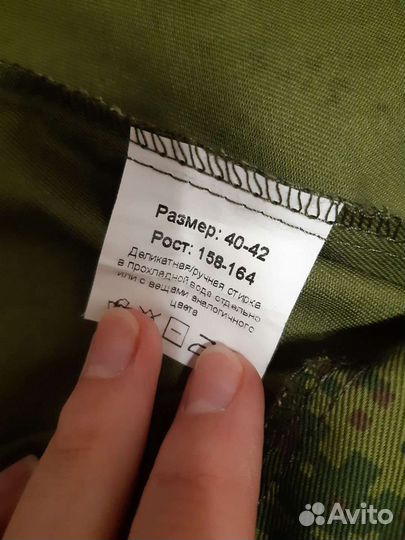 Размер: 40-42
Рост: 158-164
Деликатная/ручная стирка
в прохладной воде отдельно
или с вещами аналогичного
цвета
Avito